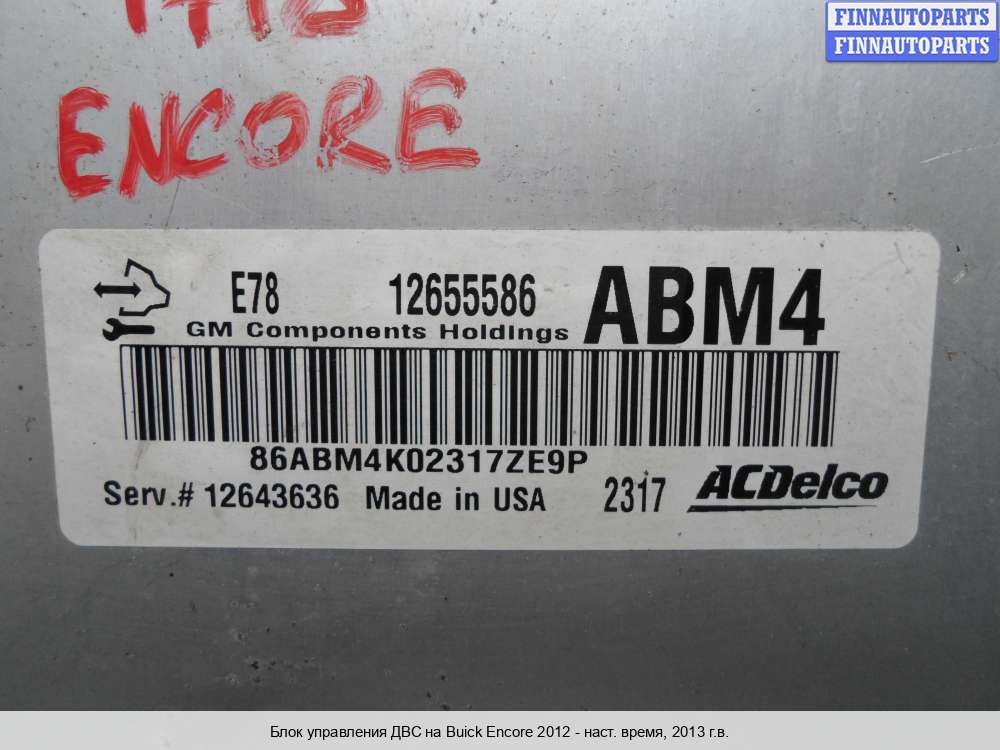 FINNAUTOPARTS
FINNAUTOPARTS
ENCORE
E78 12655586 ABM4
GM Components Holdings
86ABM4K02317ZE9P
Serv.# 12643636 Made in USA 2317 ACDelco
Блок управления ДВС на Buick Encore 2012 - наст. время, 2013 г.в.